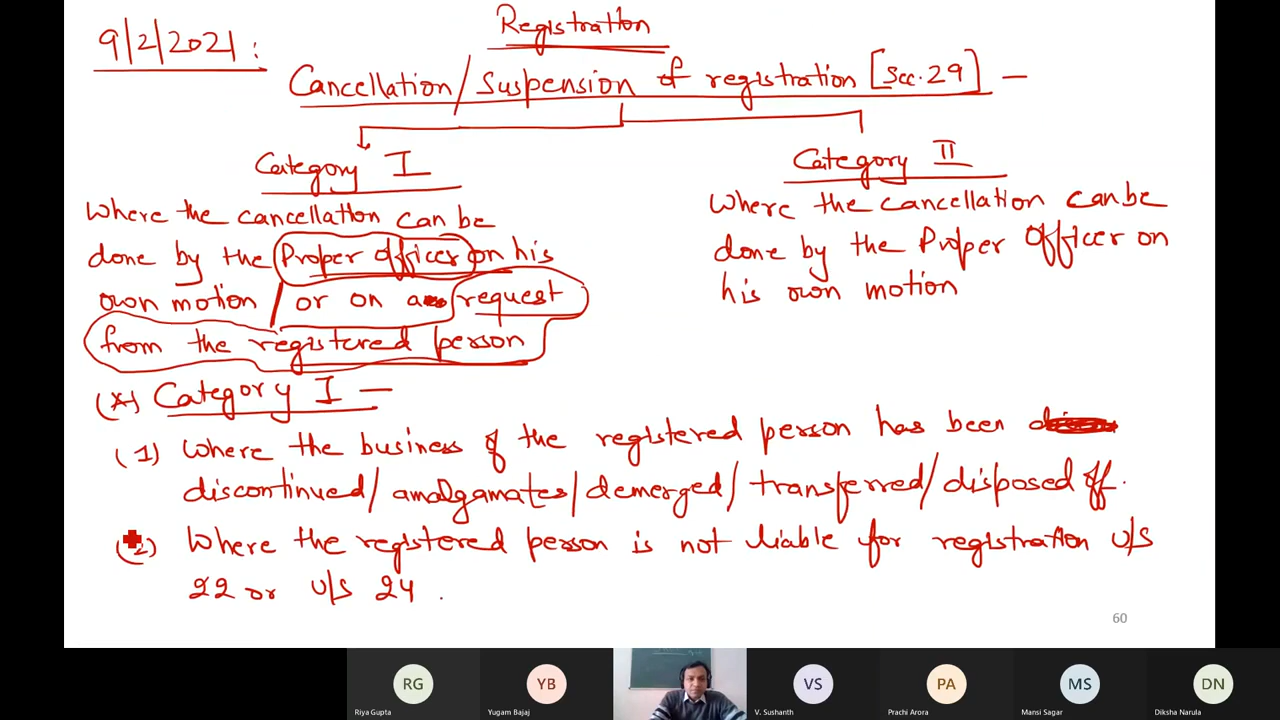 Registration
9/2/2021 :
Cancellation/Suspension of registration [Sec. 29] —
Category I
Category II
Where the cancellation can be
done by the Proper officer on his
own motion / or on a request
from the registered person
Where the cancellation can be
done by the Proper Officer on
his own motion
(*) Category I —
(1) Where the business of the registered person has been
discontinued/ amalgamates/ demerged/ transferred/ disposed off.
(2) Where the registered person is not liable for registration u/s
22 or u/s 24.
60
RG
YB
VS
PA
MS
DN
Riya Gupta
Yugam Bajaj
V. Sushanth
Prachi Arora
Mansi Sagar
Diksha Narula